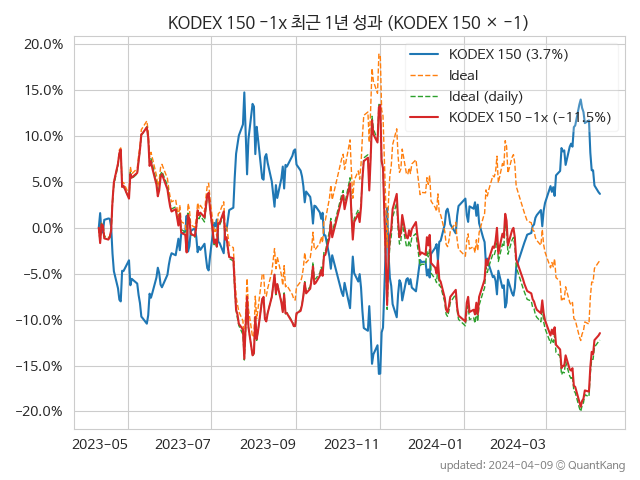 KODEX 150 -1x 최근 1년 성과 (KODEX 150 × -1)
20.0%
15.0%
10.0%
5.0%
0.0%
-5.0%
-10.0%
-15.0%
-20.0%
KODEX 150 (3.7%)
Ideal
Ideal (daily)
KODEX 150 -1x (-11.5%)
2023-05 2023-07 2023-09 2023-11 2024-01 2024-03
updated: 2024-04-09 © QuantKang